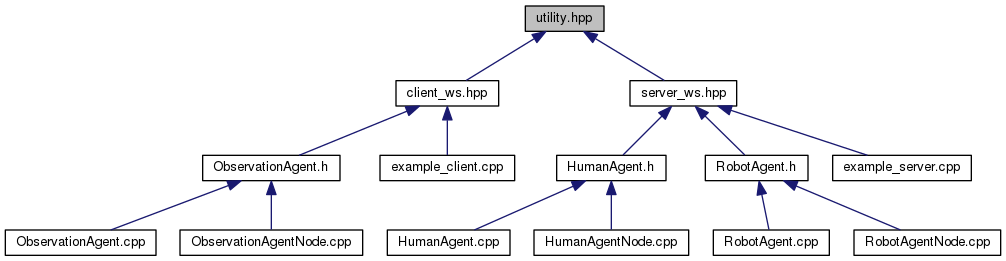 utility.hpp
client_ws.hpp
server_ws.hpp
ObservationAgent.h
example_client.cpp
HumanAgent.h
RobotAgent.h
example_server.cpp
ObservationAgent.cpp
ObservationAgentNode.cpp
HumanAgent.cpp
HumanAgentNode.cpp
RobotAgent.cpp
RobotAgentNode.cpp